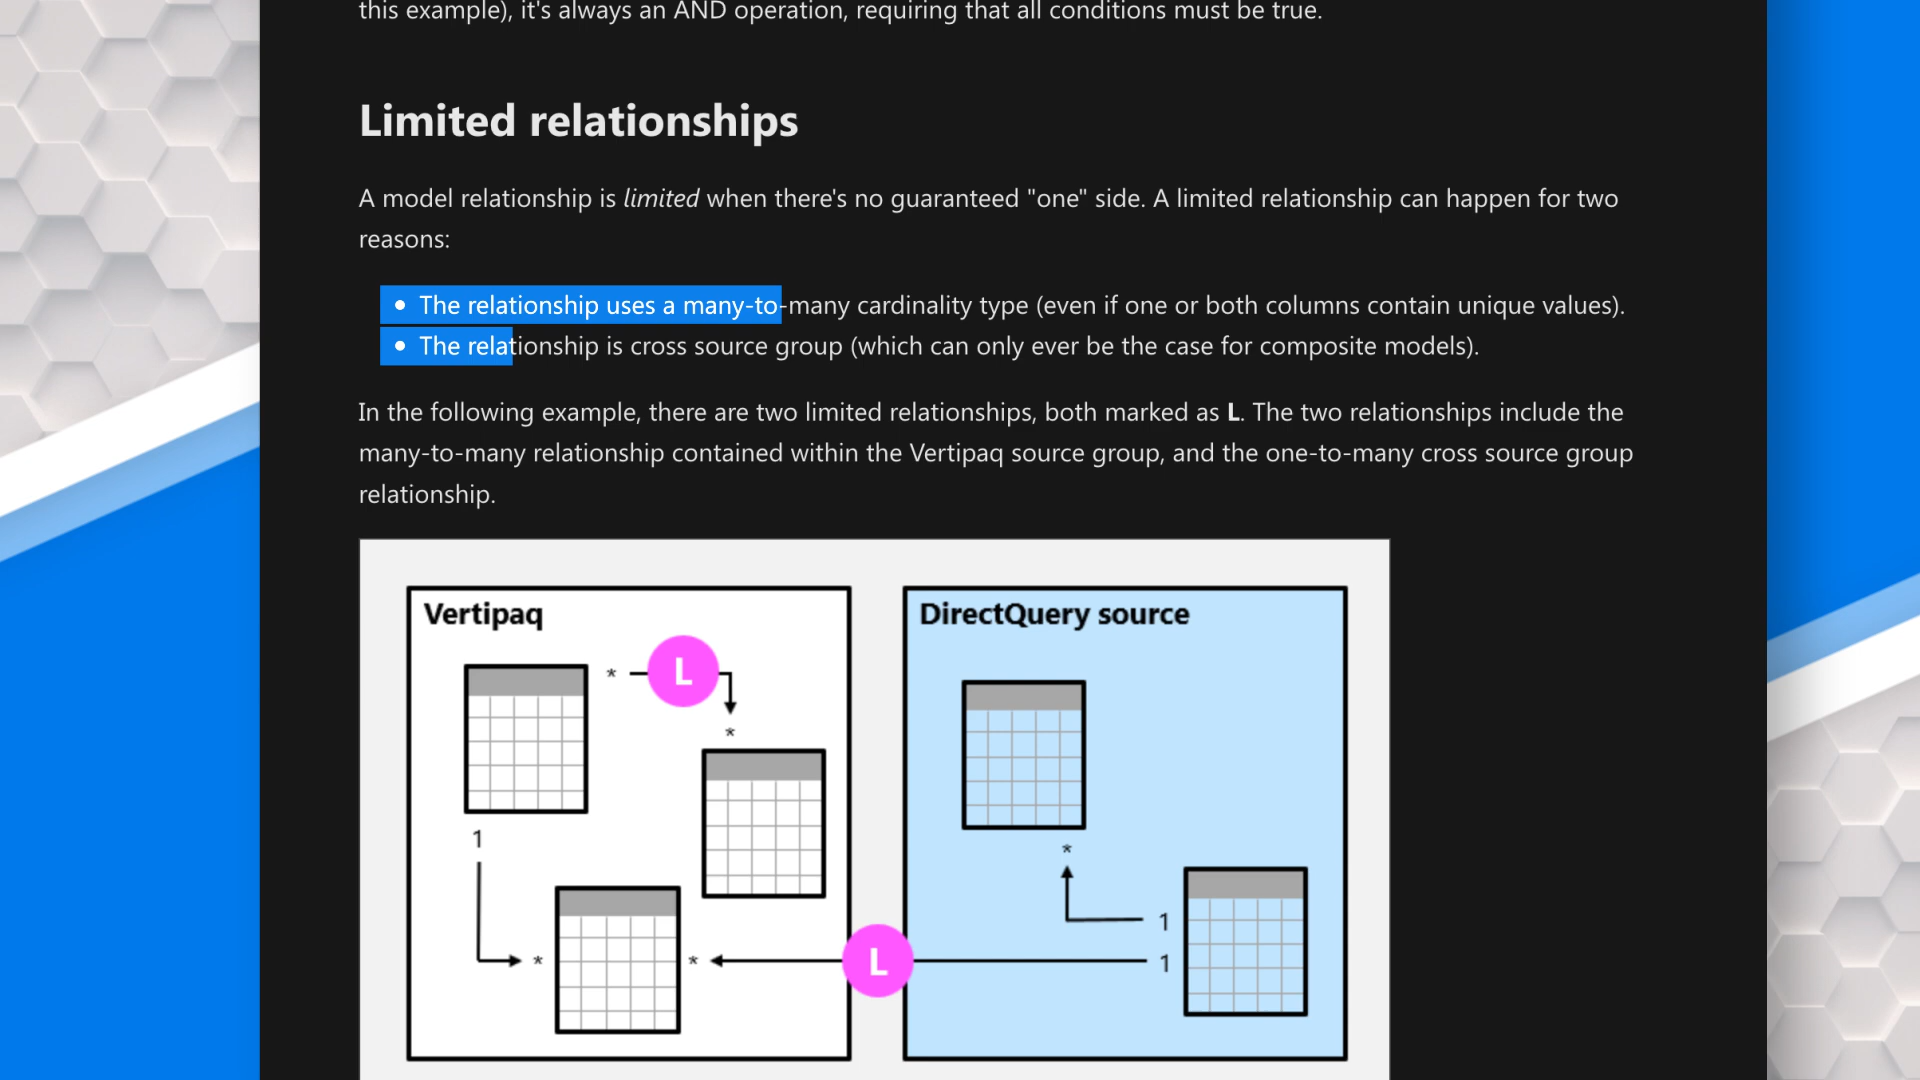 this example), it's always an AND operation, requiring that all conditions must be true.
Limited relationships
A model relationship is limited when there's no guaranteed "one" side. A limited relationship can happen for two
reasons:
• The relationship uses a many-to-many cardinality type (even if one or both columns contain unique values).
• The relationship is cross source group (which can only ever be the case for composite models).
In the following example, there are two limited relationships, both marked as L. The two relationships include the
many-to-many relationship contained within the Vertipaq source group, and the one-to-many cross source group
relationship.
Vertipaq
* L
*
1
* *
L
DirectQuery source
*
1
1